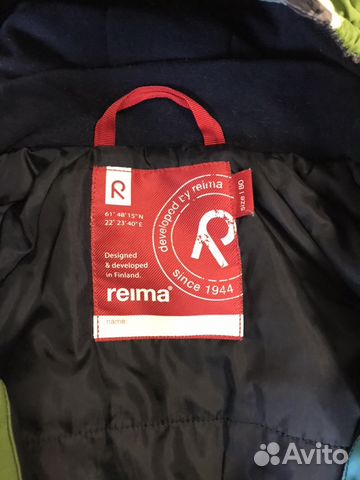 R
61° 48' 15" N
22° 23' 40" E
Designed
& developed
in Finland.
reima®
name:
developed by reima
R
since 1944
size | 80
Avito